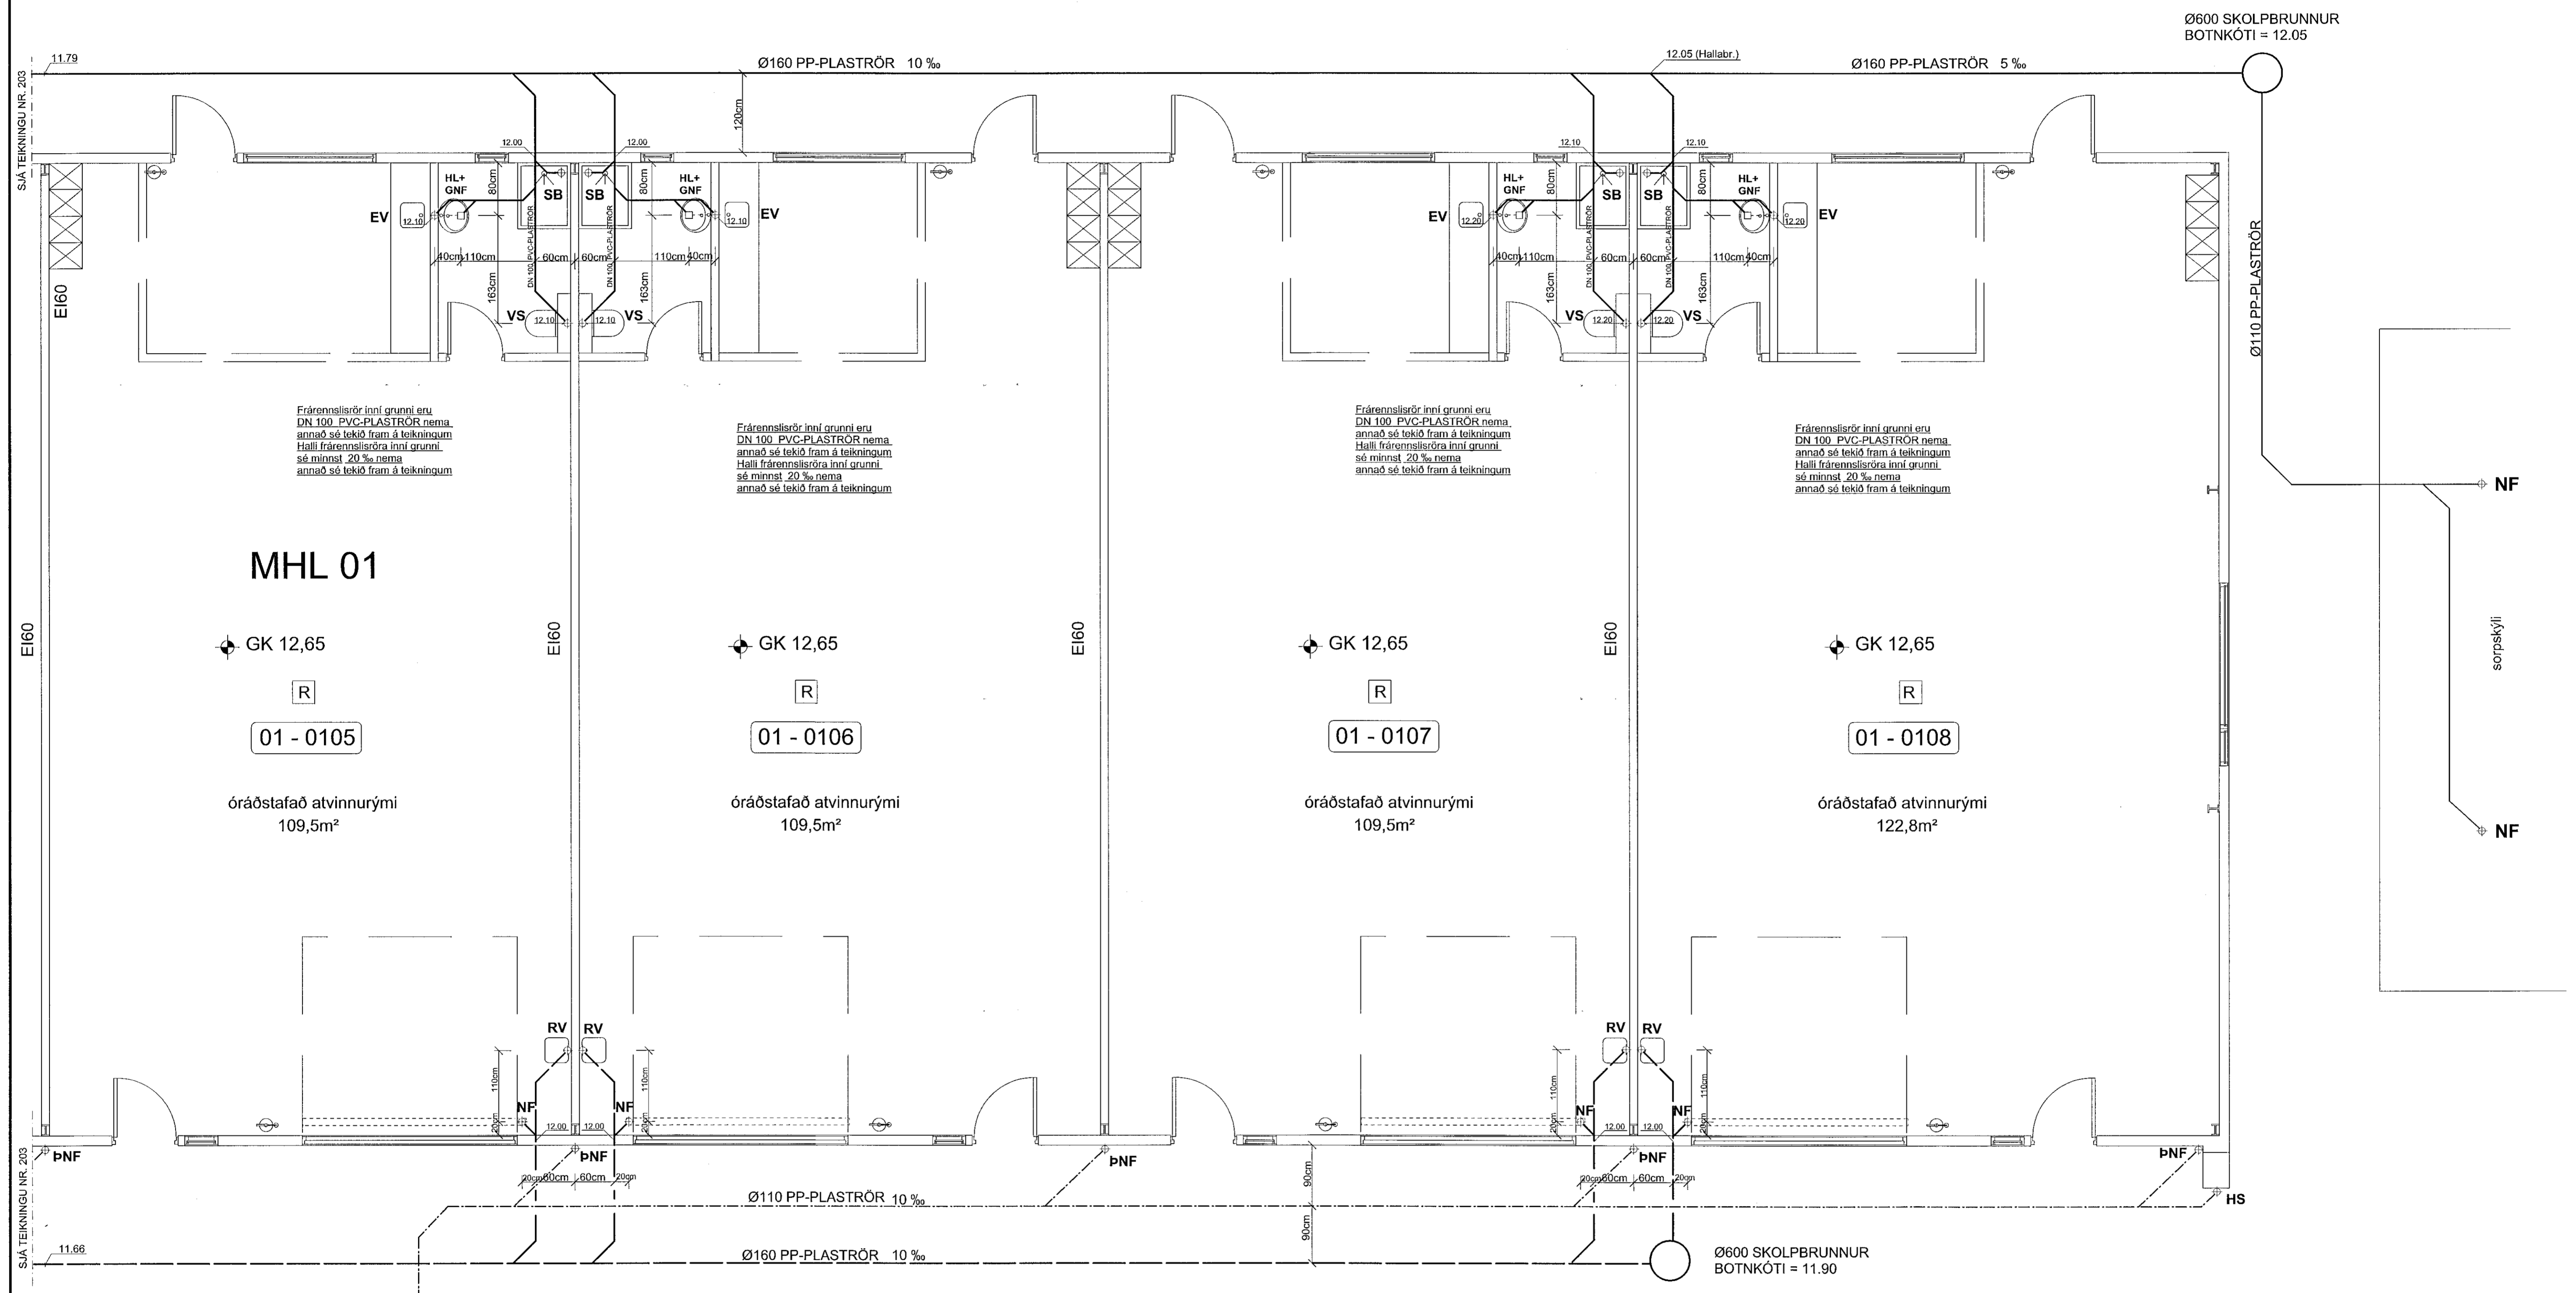 Ø600 SKOLPBRUNNUR
BOTNKÓTI = 12.05
11.79
Ø160 PP-PLASTRÖR 10 ‰
12.05 (Hallabr.)
Ø160 PP-PLASTRÖR 5 ‰
SJÁ TEIKNINGU NR. 203
120cm
12.00
12.00
12.10
12.10
HL+
GNF
80cm
SB
SB
80cm
HL+
GNF
HL+
GNF
80cm
SB
SB
80cm
HL+
GNF
EV
12.10
12.10
EV
EV
12.20
12.20
EV
DN 100 PVC-PLASTRÖR
DN 100 PVC-PLASTRÖR
DN 100 PVC-PLASTRÖR
DN 100 PVC-PLASTRÖR
Ø110 PP-PLASTRÖR
40cm
110cm
60cm
60cm
110cm
40cm
40cm
110cm
60cm
60cm
110cm
40cm
163cm
163cm
163cm
163cm
EI60
VS
12.10
12.10
VS
VS
12.20
12.20
VS
Frárennslisrör inní grunni eru
DN 100 PVC-PLASTRÖR nema
annað sé tekið fram á teikningum
Halli frárennslisröra inní grunni
sé minnst 20 ‰ nema
annað sé tekið fram á teikningum
Frárennslisrör inní grunni eru
DN 100 PVC-PLASTRÖR nema
annað sé tekið fram á teikningum
Halli frárennslisröra inní grunni
sé minnst 20 ‰ nema
annað sé tekið fram á teikningum
Frárennslisrör inní grunni eru
DN 100 PVC-PLASTRÖR nema
annað sé tekið fram á teikningum
Halli frárennslisröra inní grunni
sé minnst 20 ‰ nema
annað sé tekið fram á teikningum
Frárennslisrör inní grunni eru
DN 100 PVC-PLASTRÖR nema
annað sé tekið fram á teikningum
Halli frárennslisröra inní grunni
sé minnst 20 ‰ nema
annað sé tekið fram á teikningum
NF
MHL 01
EI60
GK 12,65
EI60
GK 12,65
EI60
GK 12,65
EI60
GK 12,65
sorpskýli
R
R
R
R
01 - 0105
01 - 0106
01 - 0107
01 - 0108
óráðstafað atvinnurými
109,5m²
óráðstafað atvinnurými
109,5m²
óráðstafað atvinnurými
109,5m²
óráðstafað atvinnurými
122,8m²
NF
RV
RV
RV
RV
110cm
110cm
110cm
110cm
NF
NF
NF
NF
20cm
12.00
12.00
20cm
20cm
12.00
12.00
20cm
SJÁ TEIKNINGU NR. 203
ÞNF
ÞNF
ÞNF
ÞNF
ÞNF
20cm
60cm
60cm
20cm
90cm
20cm
60cm
60cm
20cm
Ø110 PP-PLASTRÖR 10 ‰
HS
90cm
11.66
Ø160 PP-PLASTRÖR 10 ‰
Ø600 SKOLPBRUNNUR
BOTNKÓTI = 11.90